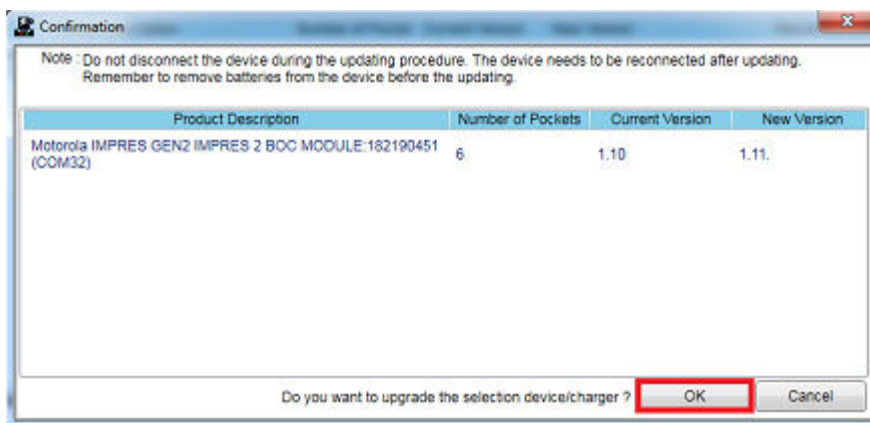 Confirmation
Note : Do not disconnect the device during the updating procedure. The device needs to be reconnected after updating.
Remember to remove batteries from the device before the updating.
Product Description Number of Pockets Current Version New Version
Motorola IMPRES GEN2 IMPRES 2 BOC MODULE:182190451 6 1.10 1.11.
(COM32)
Do you want to upgrade the selection device/charger ? OK Cancel